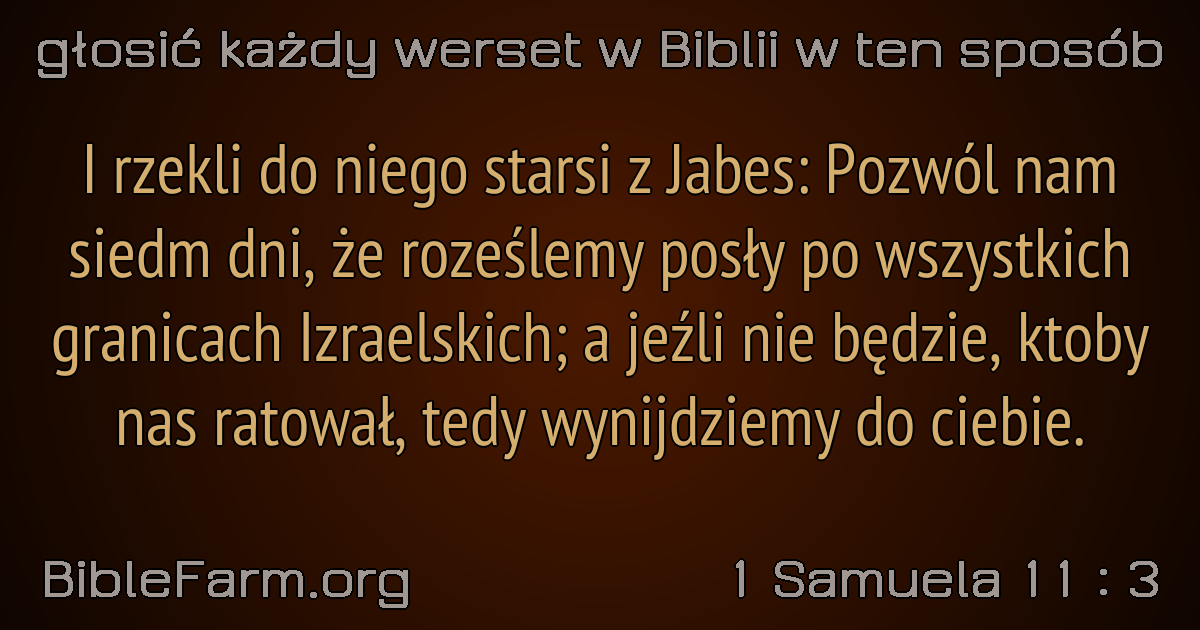 głosić każdy werset w Biblii w ten sposób
I rzekli do niego starsi z Jabes: Pozwól nam
siedm dni, że roześlemy posły po wszystkich
granicach Izraelskich; a jeźli nie będzie, ktoby
nas ratował, tedy wynijdziemy do ciebie.
BibleFarm.org
1 Samuela 11 : 3